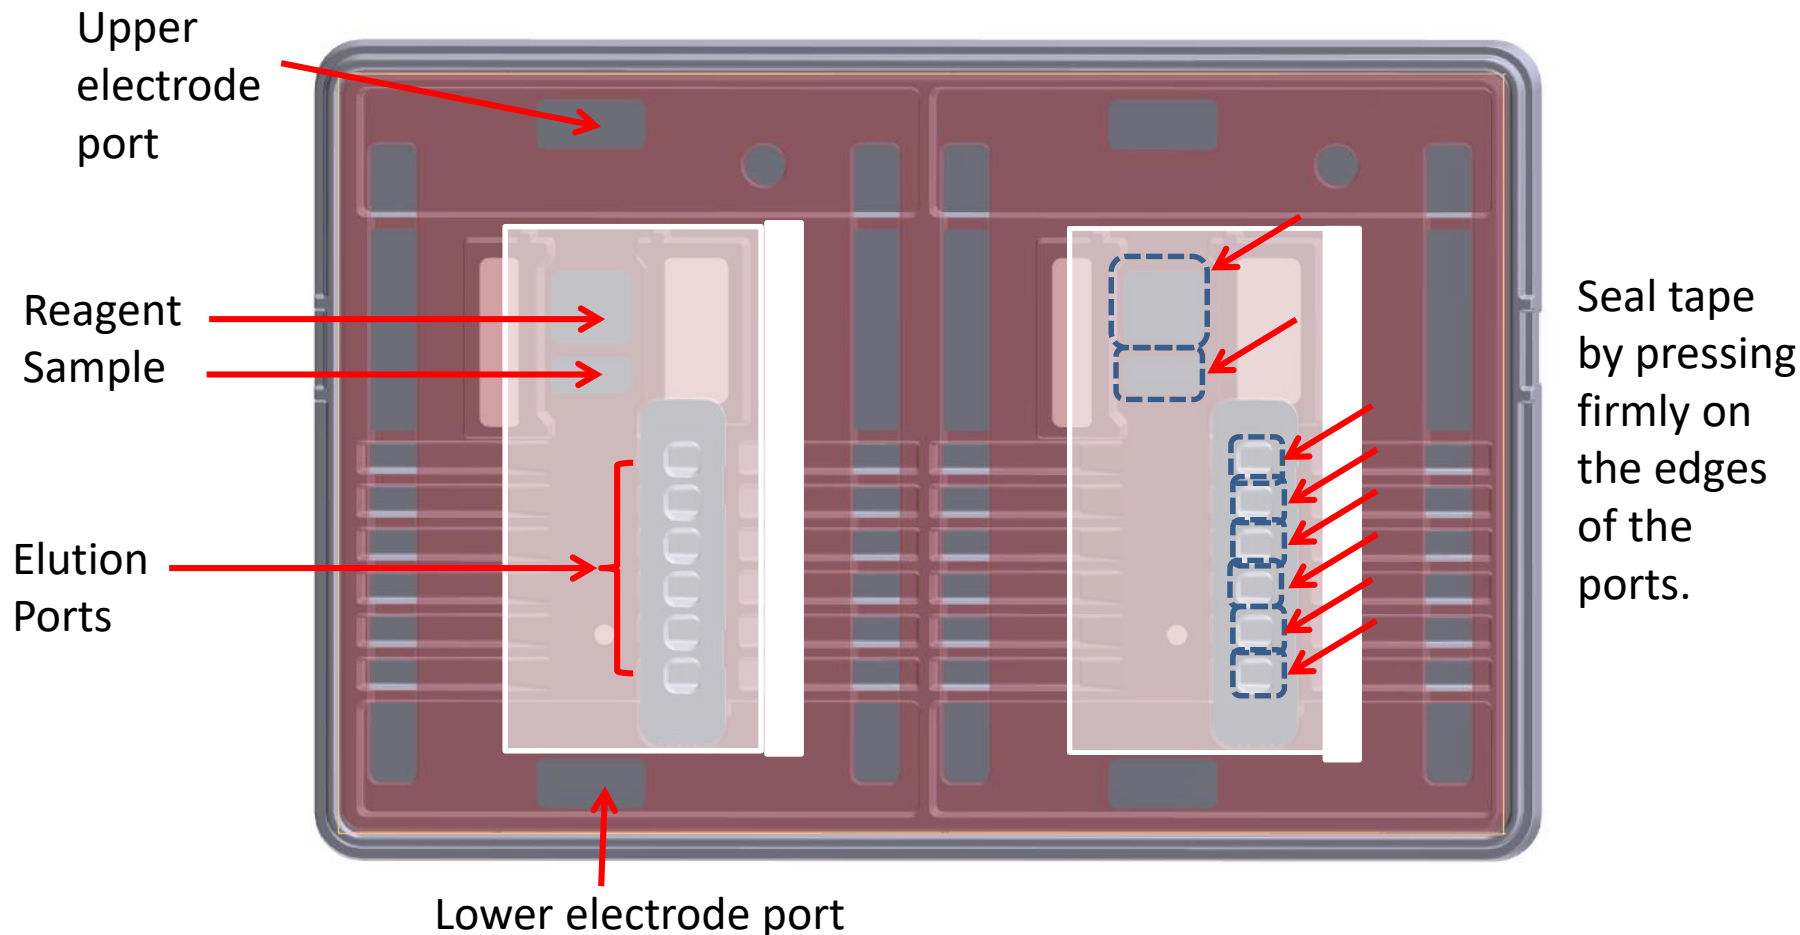 Upper
electrode
port
Reagent
Sample
Elution
Ports
Lower electrode port
Seal tape
by pressing
firmly on
the edges
of the
ports.